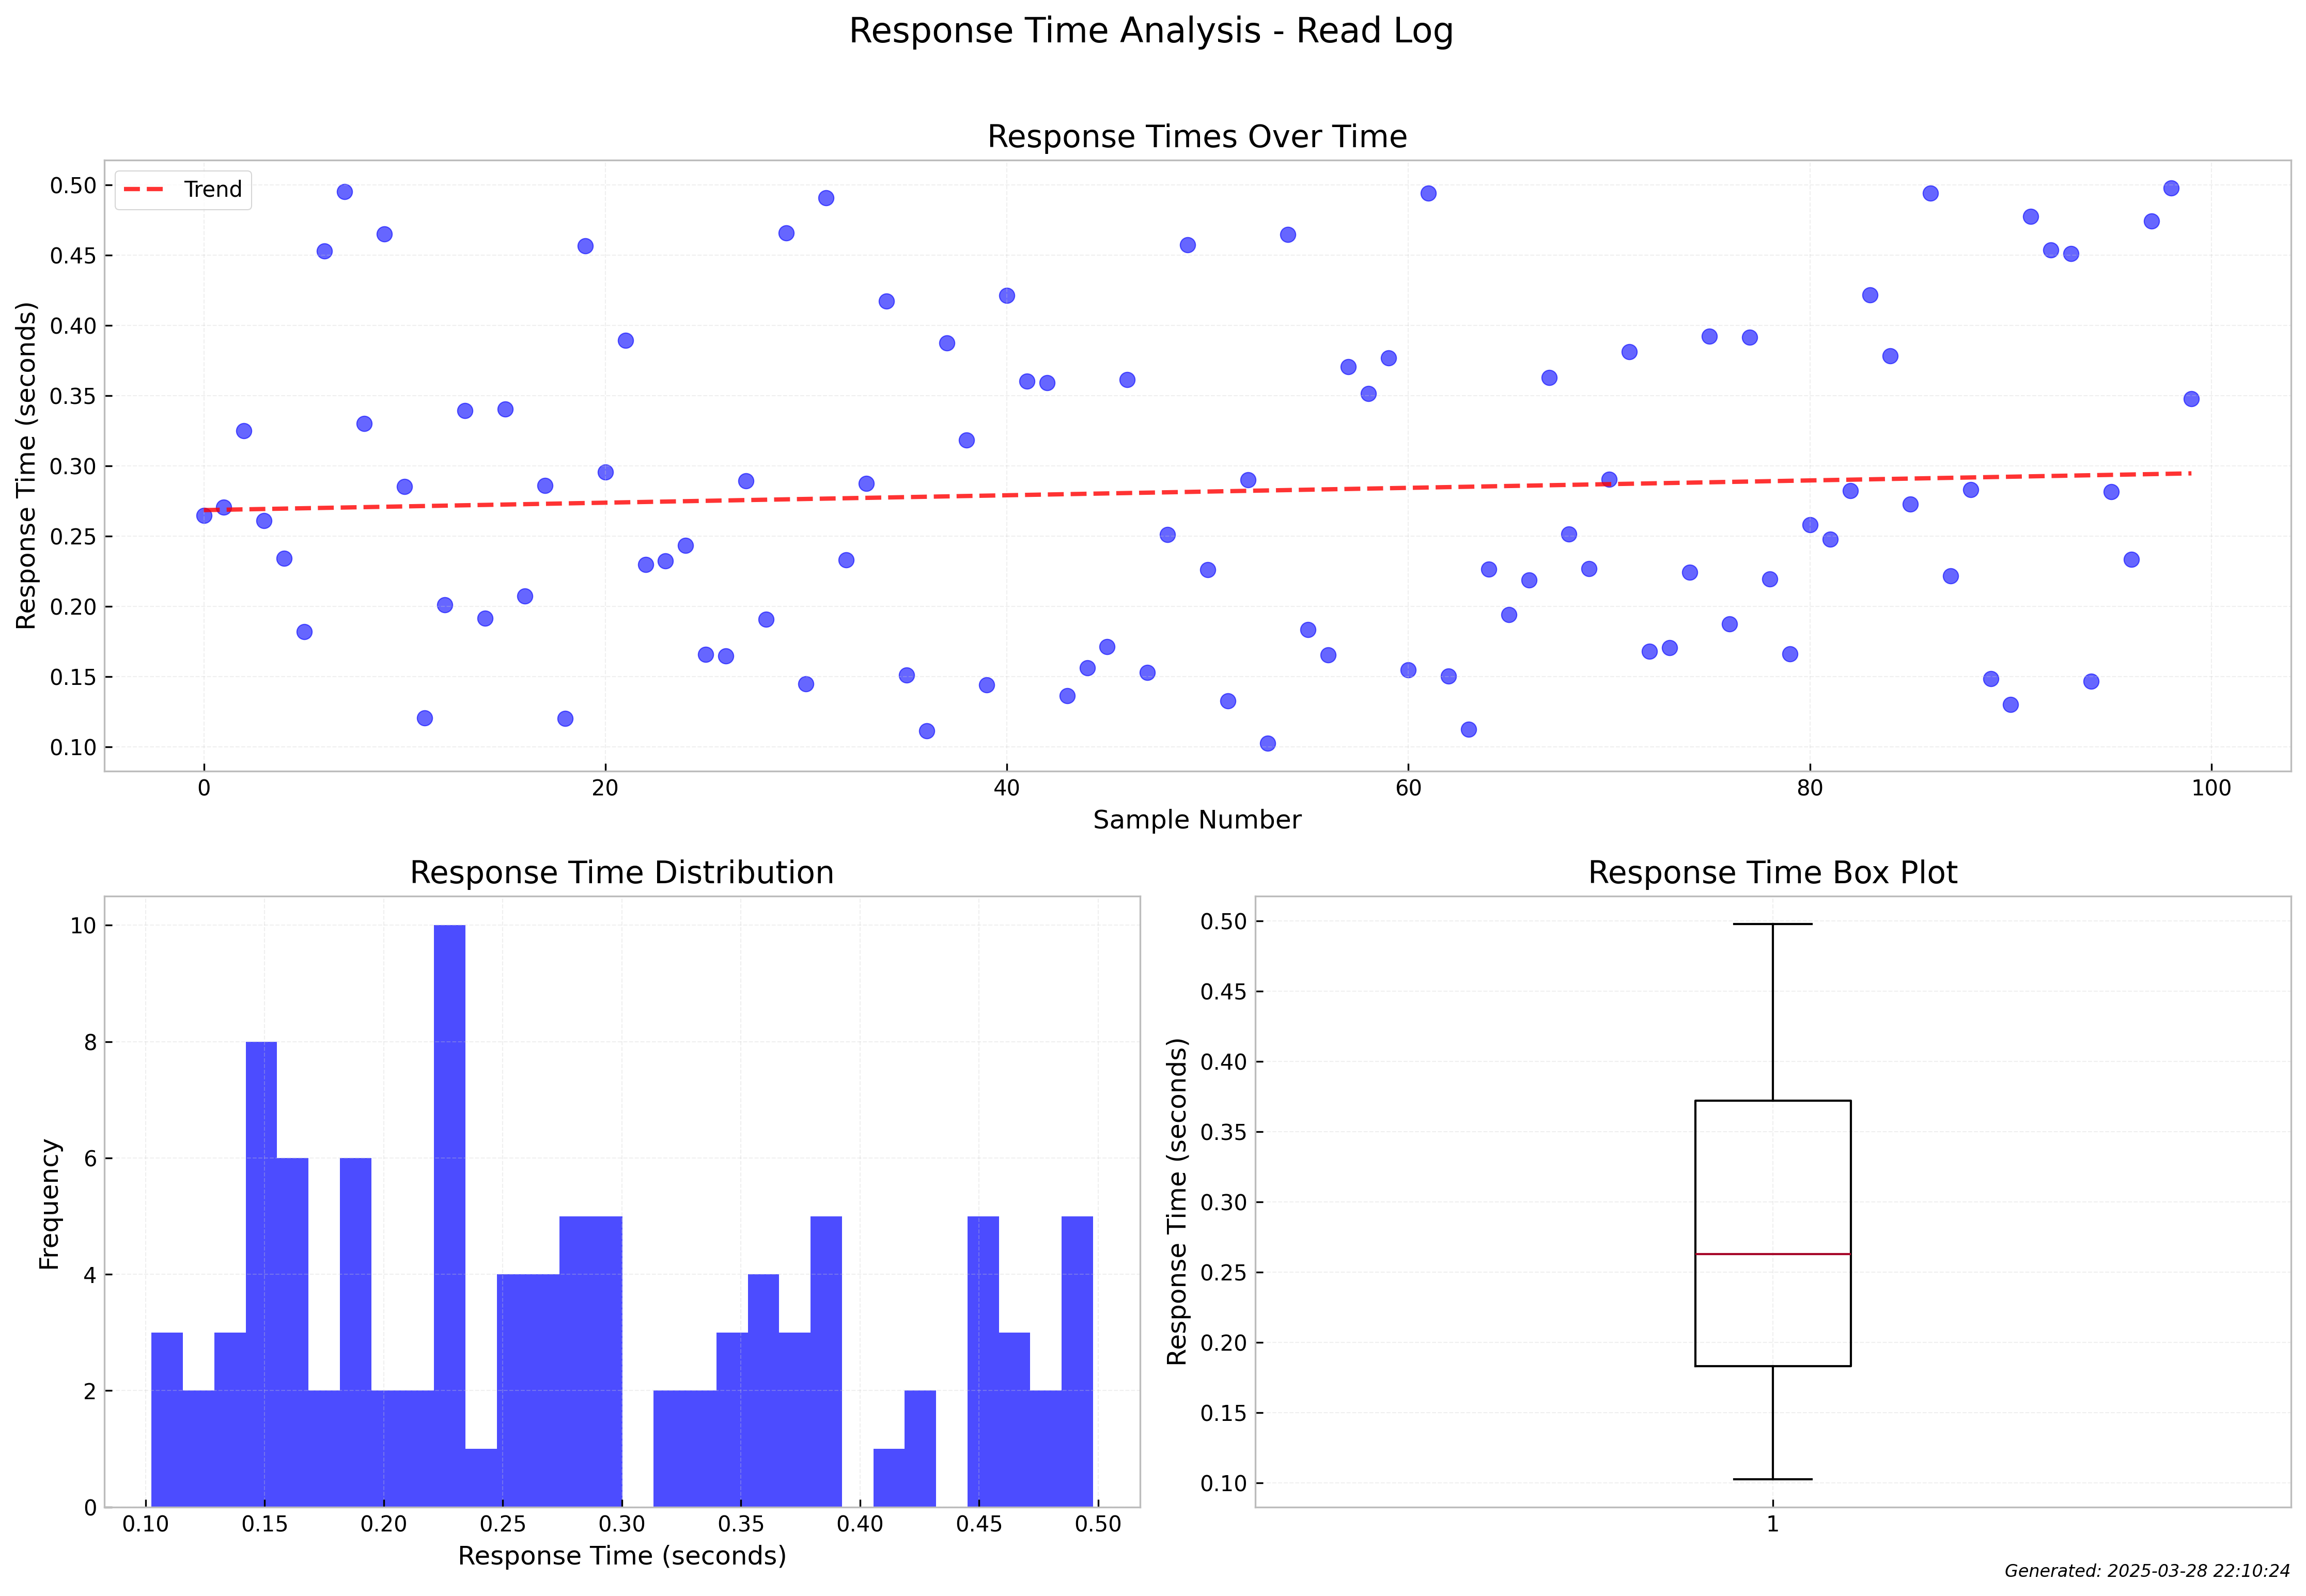 Response Time Analysis - Read Log
Response Times Over Time
Trend
Response Time (seconds)
0.50
0.45
0.40
0.35
0.30
0.25
0.20
0.15
0.10
0 20 40 60 80 100
Sample Number
Response Time Distribution
Frequency
10
8
6
4
2
0
0.10 0.15 0.20 0.25 0.30 0.35 0.40 0.45 0.50
Response Time (seconds)
Response Time Box Plot
Response Time (seconds)
0.50
0.45
0.40
0.35
0.30
0.25
0.20
0.15
0.10
1
Generated: 2025-03-28 22:10:24